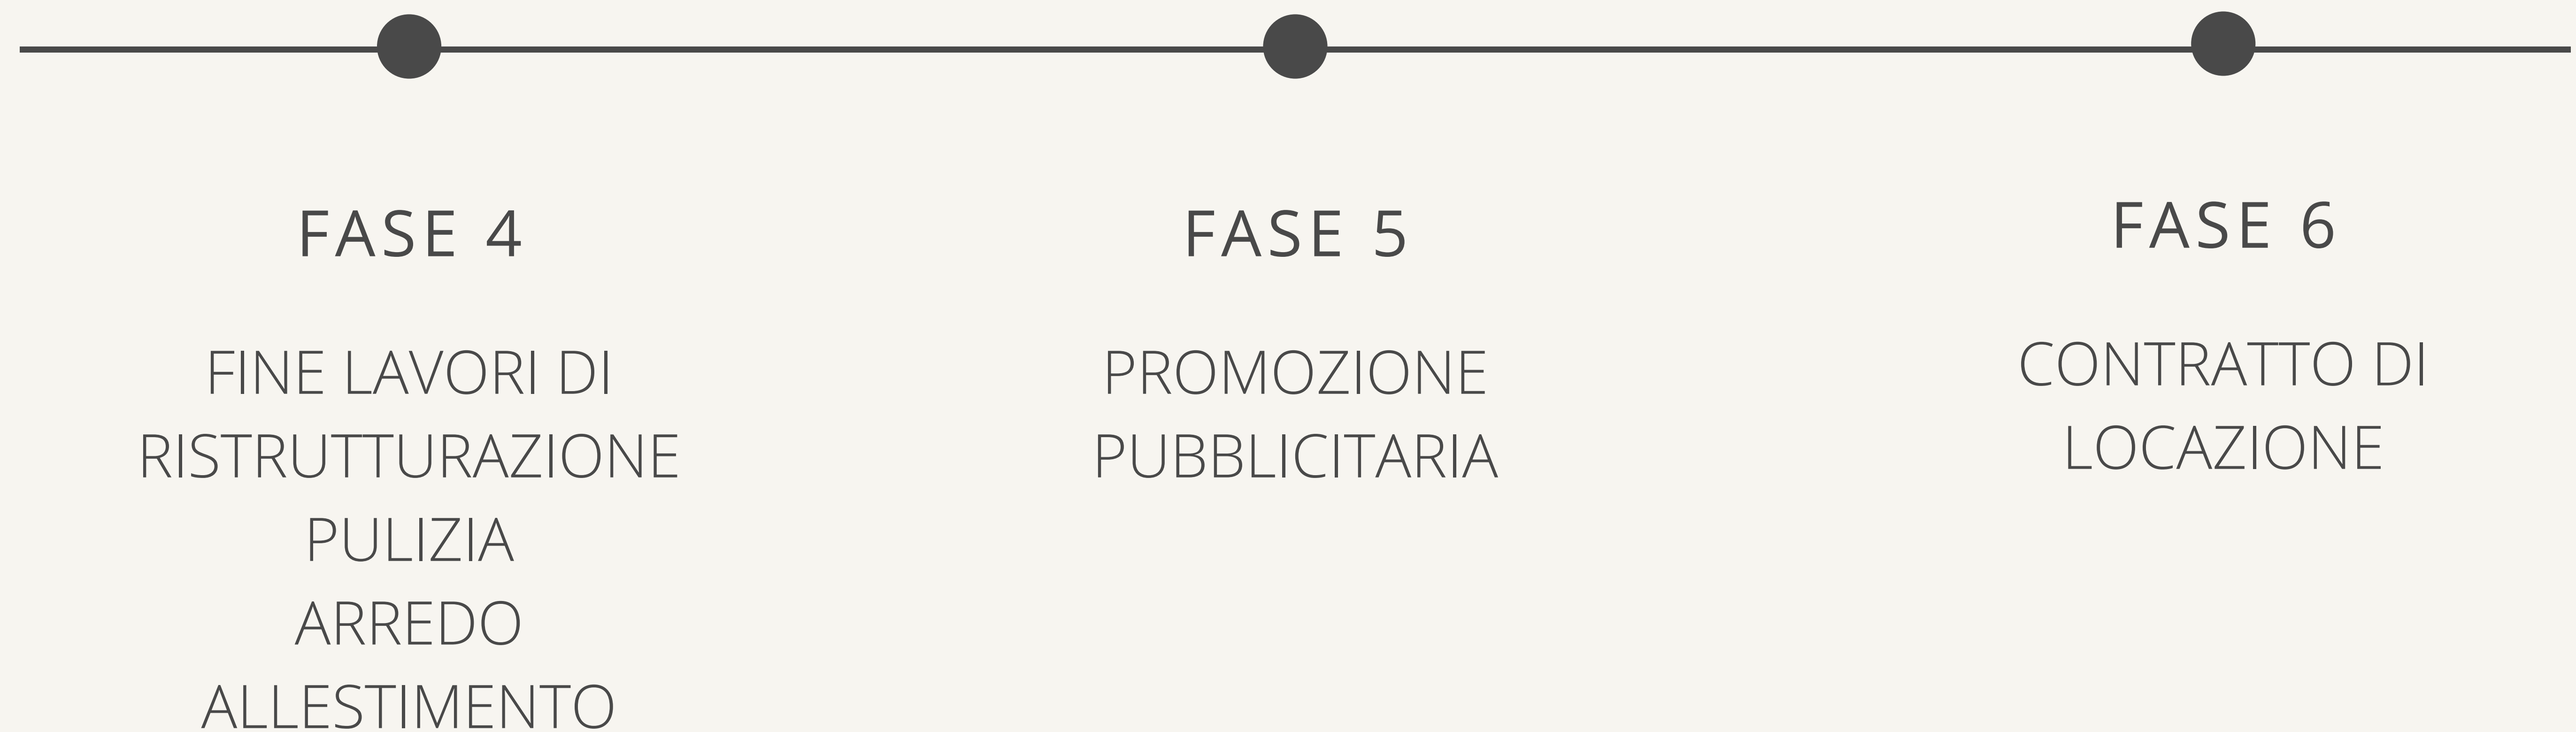 FASE 4
FINE LAVORI DI
RISTRUTTURAZIONE
PULIZIA
ARREDO
ALLESTIMENTO
FASE 5
PROMOZIONE
PUBBLICITARIA
FASE 6
CONTRATTO DI
LOCAZIONE